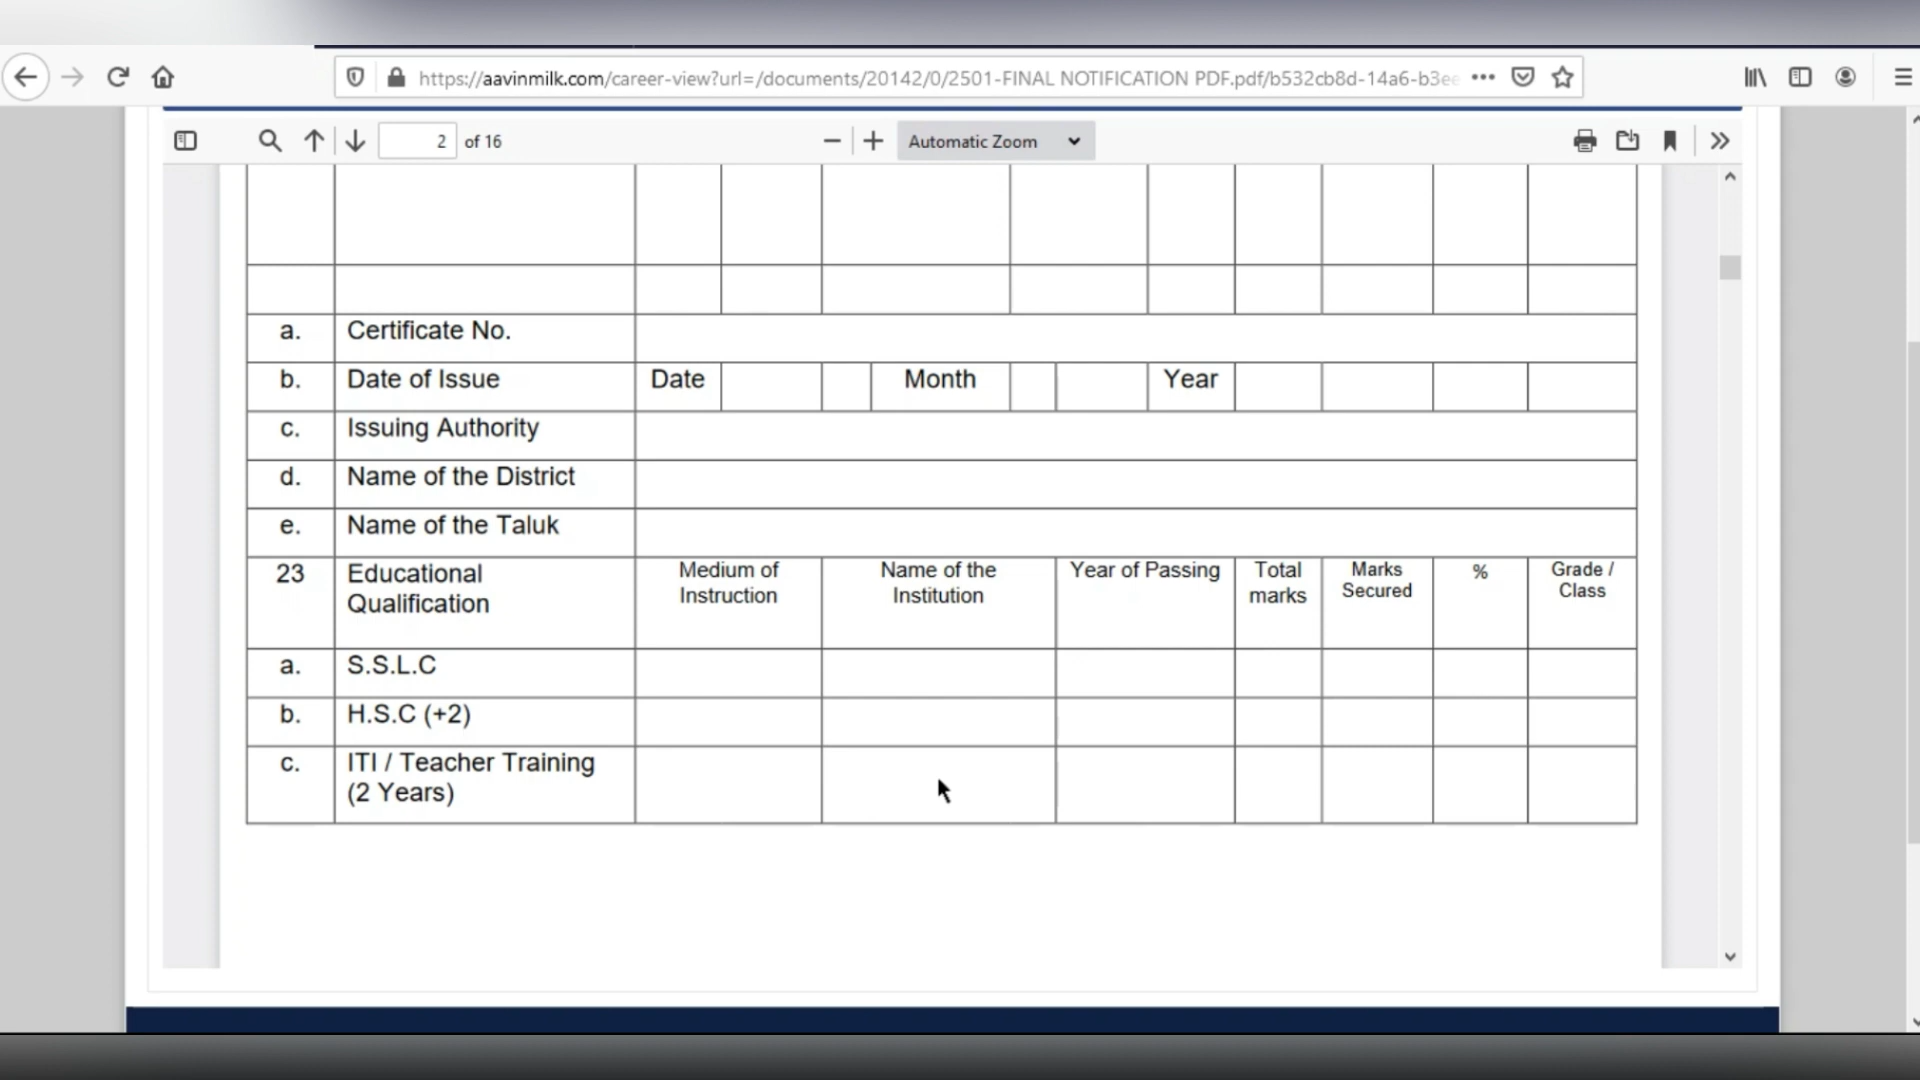 https://aavinmilk.com/career-view?url=/documents/20142/0/2501-FINAL NOTIFICATION PDF.pdf/b532cb8d-14a6-b3ee
2 of 16
Automatic Zoom
a. Certificate No.
b. Date of Issue Date Month Year
c. Issuing Authority
d. Name of the District
e. Name of the Taluk
23 Educational Qualification Medium of Instruction Name of the Institution Year of Passing Total marks Marks Secured % Grade / Class
a. S.S.L.C
b. H.S.C (+2)
c. ITI / Teacher Training
(2 Years)